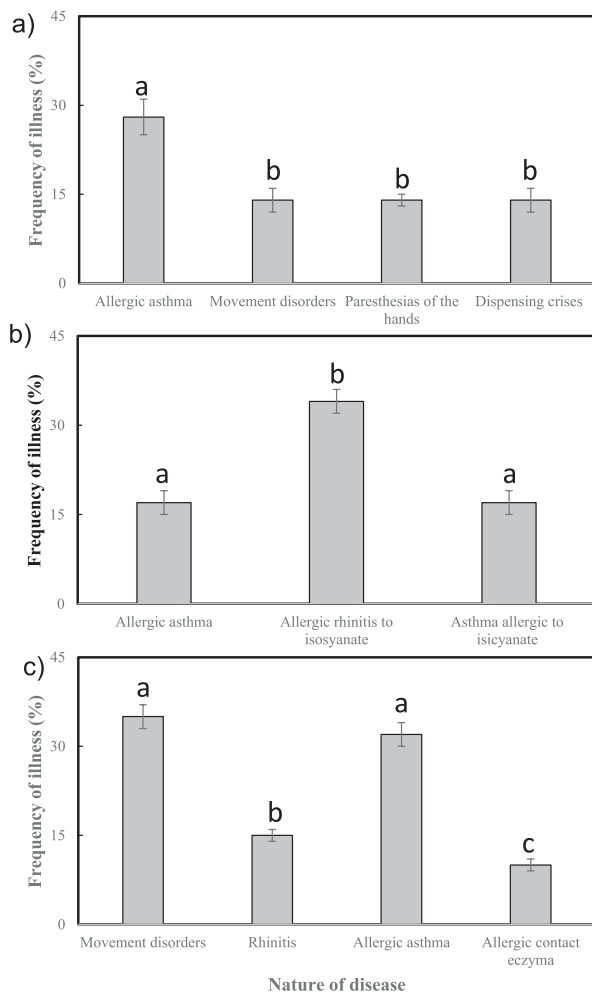 a)
Frequency of illness (%)
45
30
15
0
a
b
b
b
Allergic asthma
Movement disorders
Paresthesias of the
hands
Dispensing crises
b)
Frequency of illness (%)
45
30
15
0
a
b
a
Allergic asthma
Allergic rhinitis to
isosyanate
Asthma allergic to
isicyanate
c)
Frequency of illness (%)
45
30
15
0
a
b
a
c
Movement disorders
Rhinitis
Allergic asthma
Allergic contact
eczyma
Nature of disease